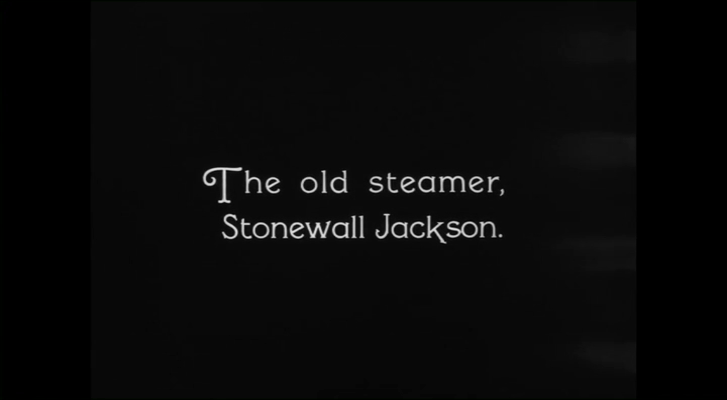 The old steamer,
Stonewall Jackson.